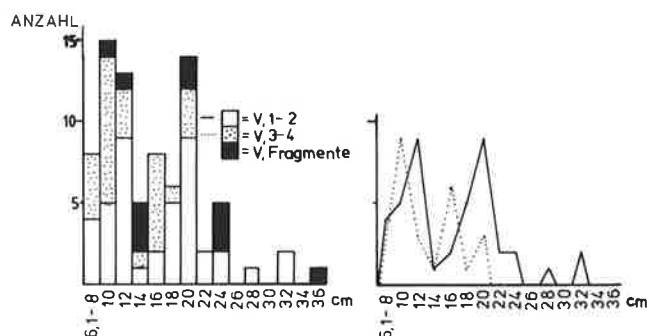 ANZAHL
15
10
5
= V, 1-2
= V, 3-4
= V, Fragmente
6,1- 8 10 12 14 16 18 20 22 24 26 28 30 32 34 36 cm
6,1- 8 10 12 14 16 18 20 22 24 26 28 30 32 34 36 cm